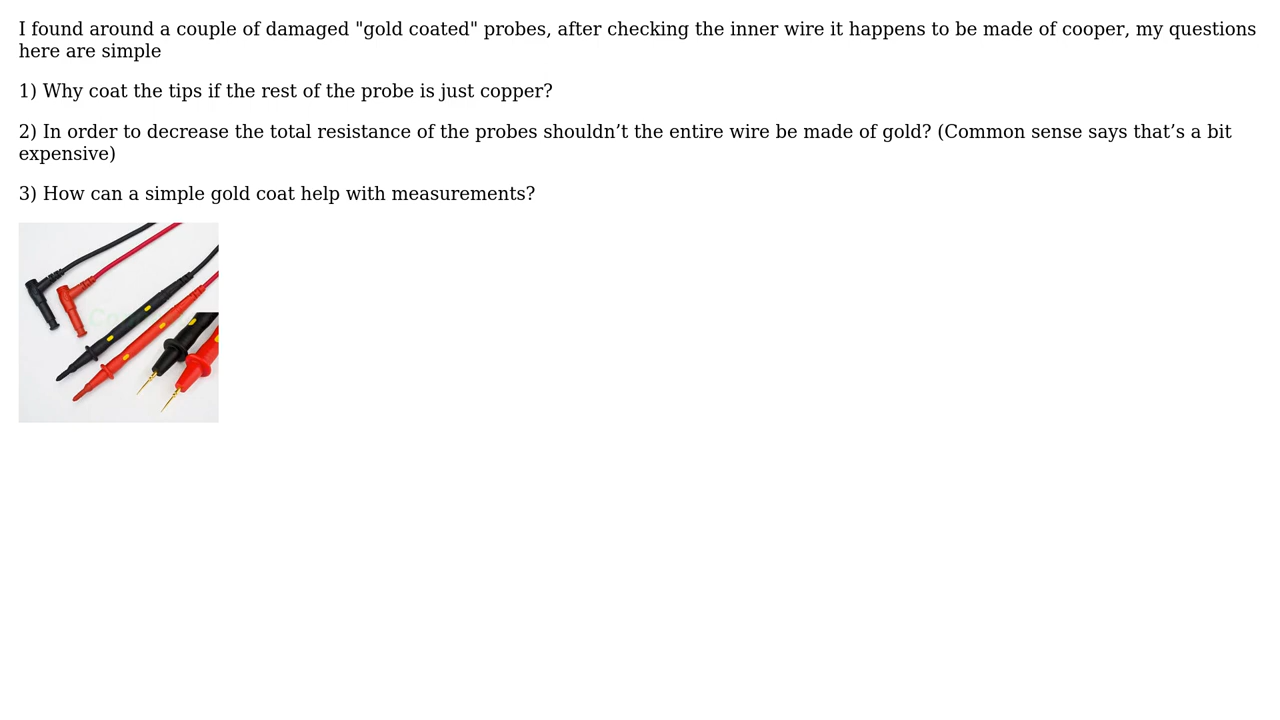 I found around a couple of damaged "gold coated" probes, after checking the inner wire it happens to be made of cooper, my questions
here are simple
1) Why coat the tips if the rest of the probe is just copper?
2) In order to decrease the total resistance of the probes shouldn’t the entire wire be made of gold? (Common sense says that’s a bit
expensive)
3) How can a simple gold coat help with measurements?